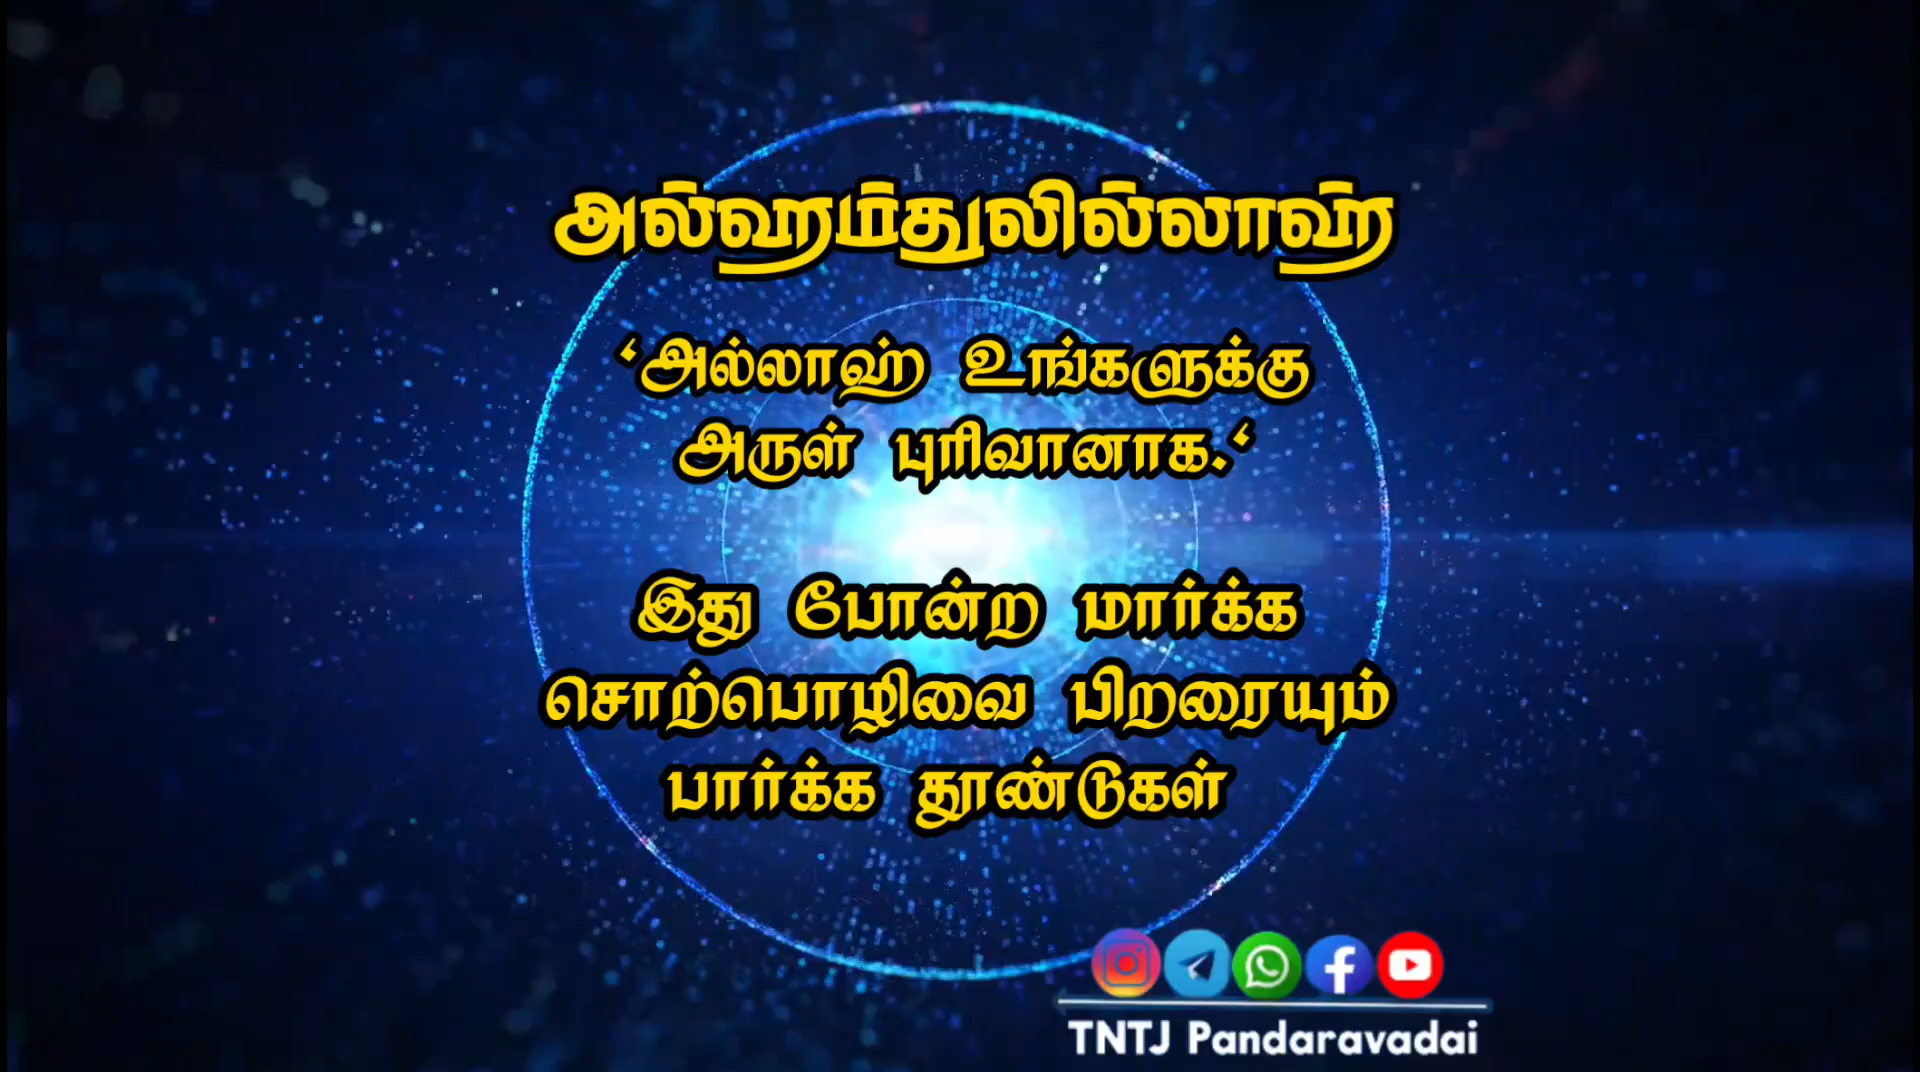 அல்ஹம்துலில்லாஹ்
‘அல்லாஹ் உங்களுக்கு
அருள் புரிவானாக.‘
இது போன்ற மார்க்க
சொற்பொழிவை பிறரையும்
பார்க்க தூண்டுகள்
TNTJ Pandaravadai